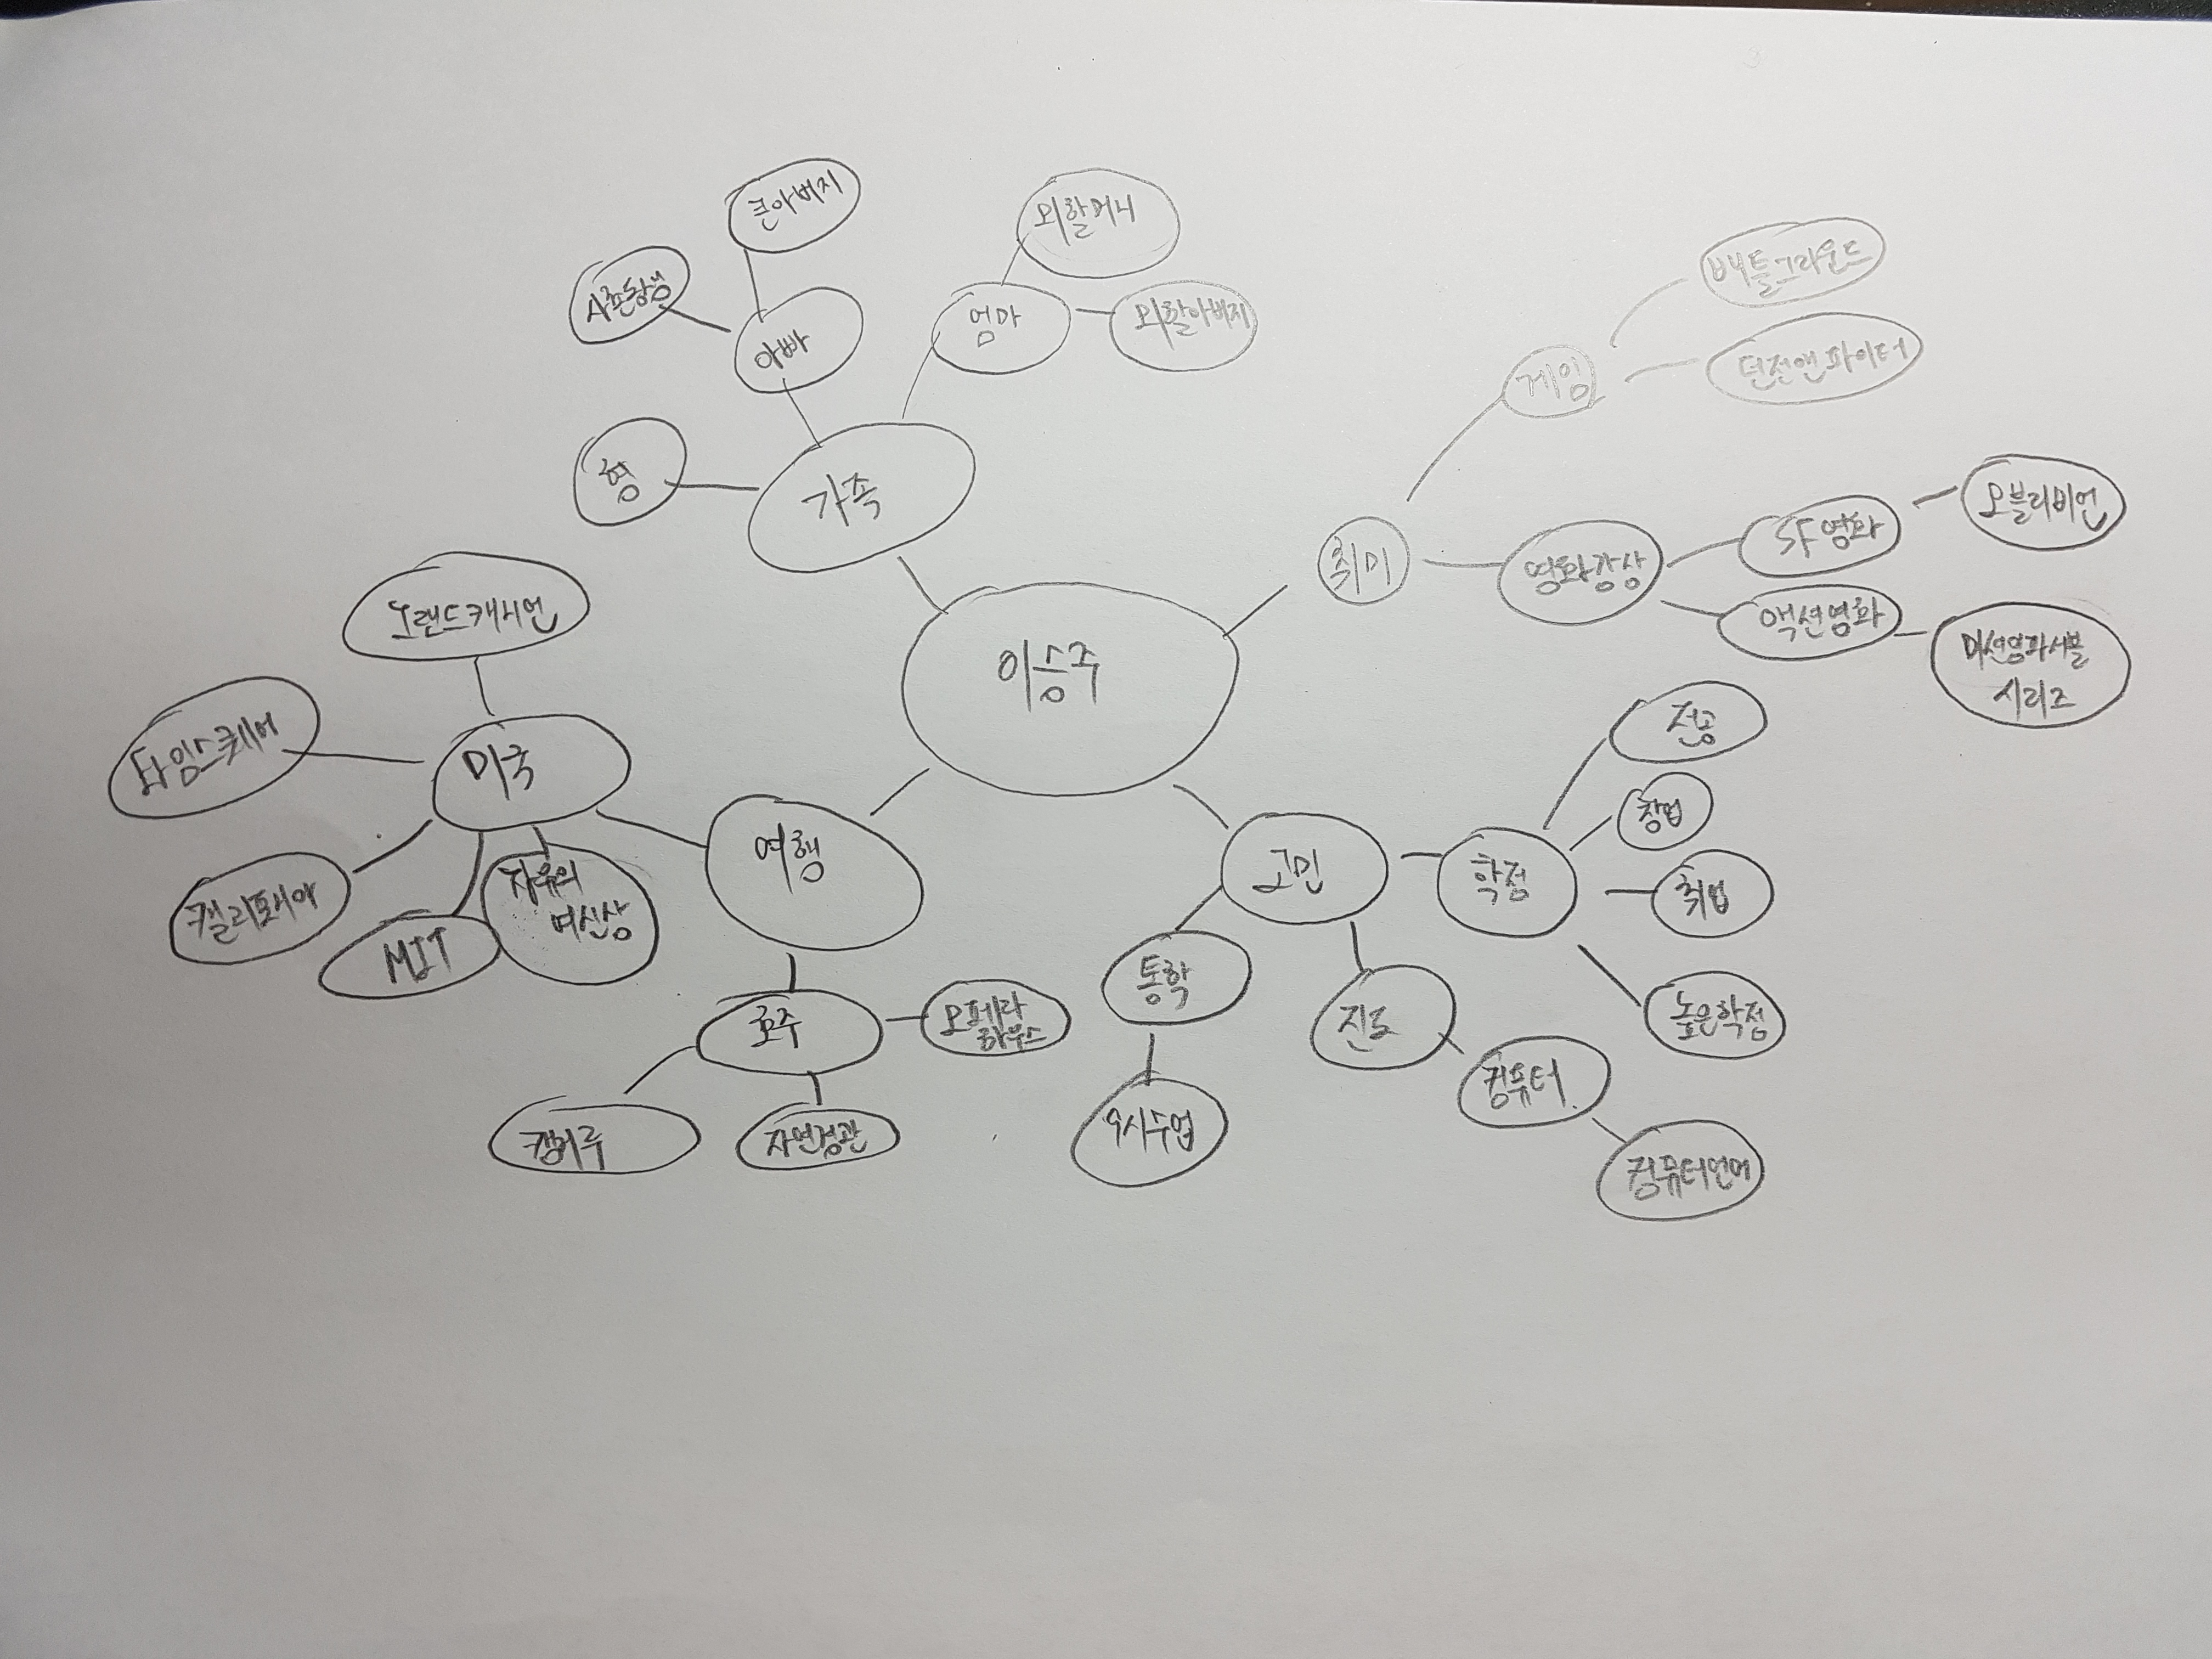 큰아버지
외할머니
사촌동생
아빠
엄마
외할아버지
형
가족
배틀그라운드
던전앤파이터
게임
취미
영화감상
SF영화
오블리비언
액션영화
미션임파서블
시리즈
이승주
그랜드캐니언
타임스퀘어
미국
캘리포니아
MIT
자유의
여신상
여행
호주
오페라
하우스
캥거루
자연경관
고민
학점
전공
창업
취업
높은학점
통학
9시수업
진로
컴퓨터
컴퓨터언어